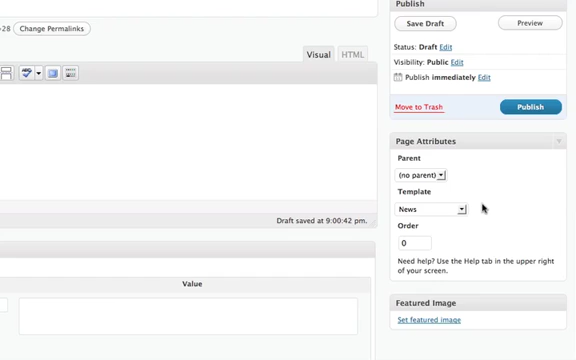 Publish
Save Draft
Preview
-28
Change Permalinks
Status: Draft Edit
Visual
HTML
Visibility: Public Edit
Publish immediately Edit
Move to Trash
Publish
Page Attributes
Parent
(no parent)
Template
News
Draft saved at 9:00:42 pm.
Order
0
Need help? Use the Help tab in the upper right
of your screen.
Value
Featured Image
Set featured image